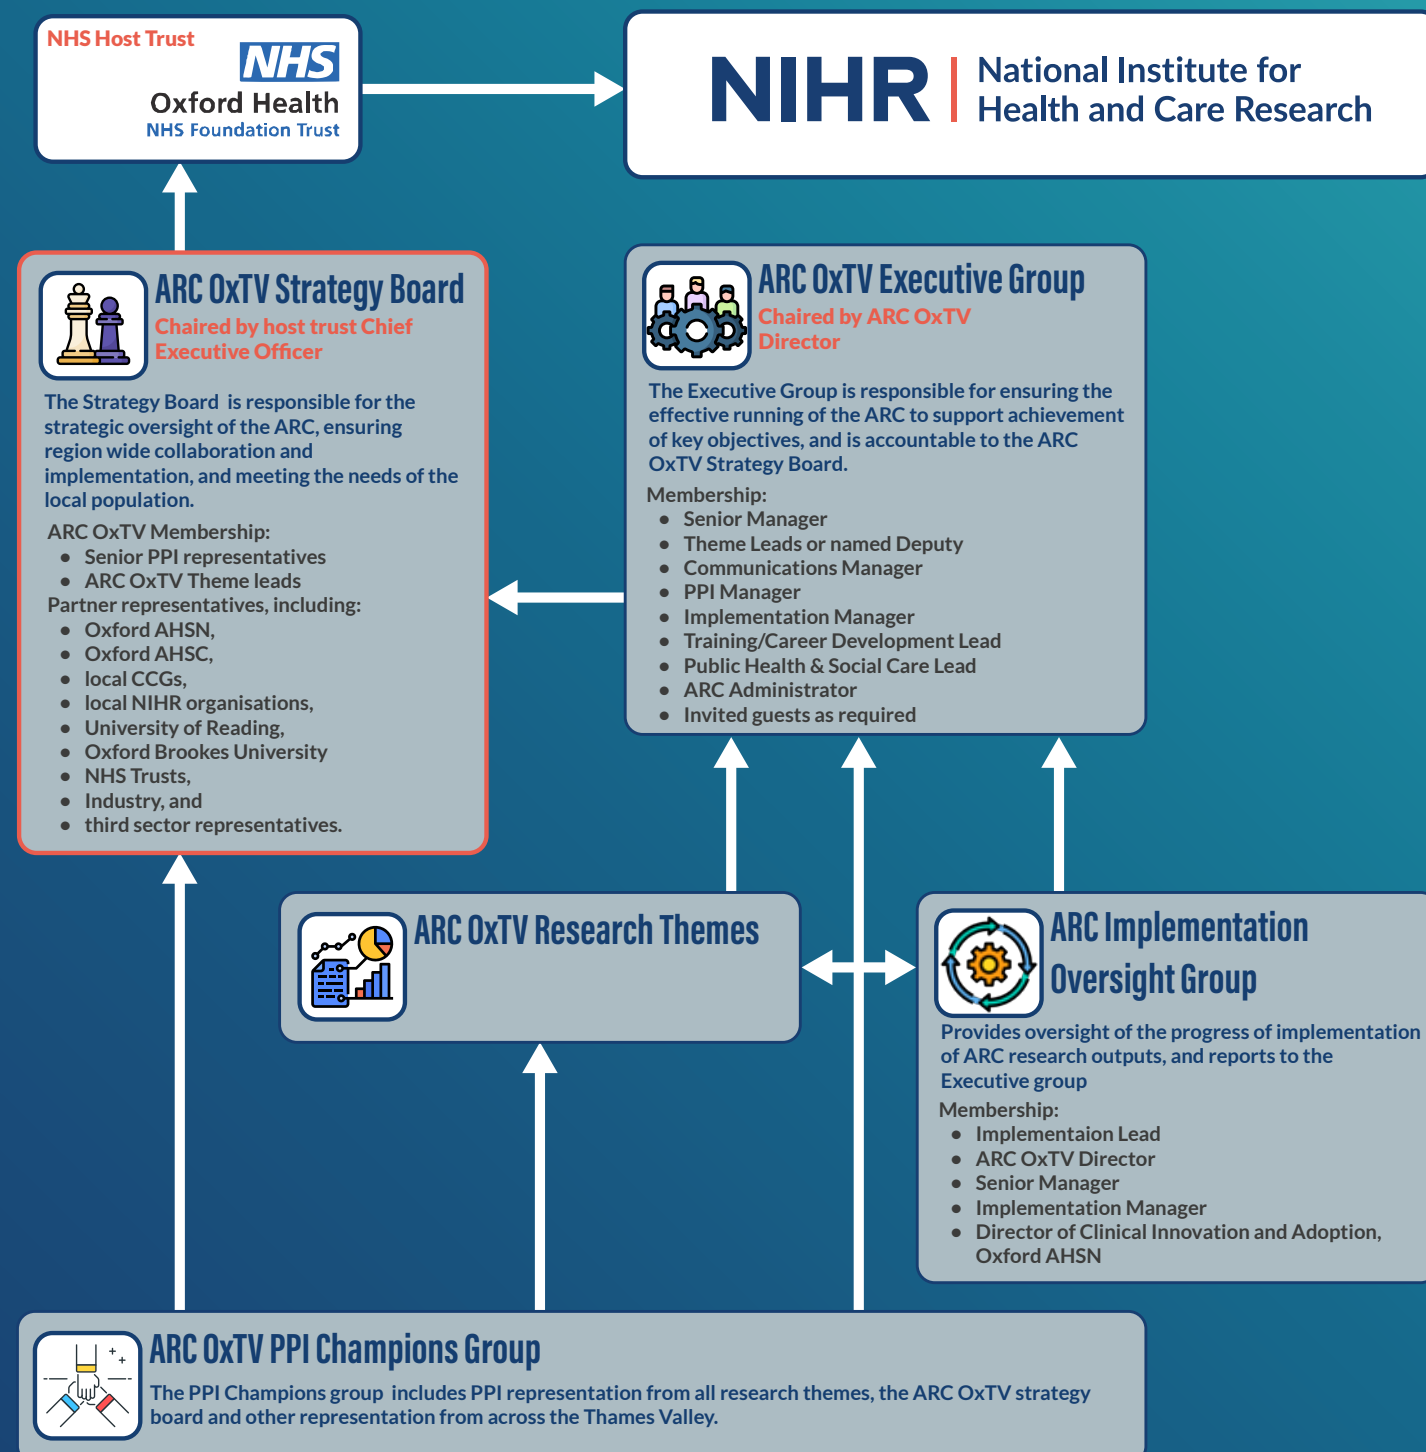 NHS Host Trust
NHS
Oxford Health
NHS Foundation Trust
NIHR | National Institute for
Health and Care Research
ARC OxTV Strategy Board
Chaired by host trust Chief
Executive Officer
The Strategy Board is responsible for the
strategic oversight of the ARC, ensuring
region wide collaboration and
implementation, and meeting the needs of the
local population.
ARC OxTV Membership:
• Senior PPI representatives
• ARC OxTV Theme leads
Partner representatives, including:
• Oxford AHSN,
• Oxford AHSC,
• local CCGs,
• local NIHR organisations,
• University of Reading,
• Oxford Brookes University
• NHS Trusts,
• Industry, and
• third sector representatives.
ARC OxTV Executive Group
Chaired by ARC OxTV
Director
The Executive Group is responsible for ensuring the
effective running of the ARC to support achievement
of key objectives, and is accountable to the ARC
OxTV Strategy Board.
Membership:
• Senior Manager
• Theme Leads or named Deputy
• Communications Manager
• PPI Manager
• Implementation Manager
• Training/Career Development Lead
• Public Health & Social Care Lead
• ARC Administrator
• Invited guests as required
ARC OxTV Research Themes
ARC Implementation
Oversight Group
Provides oversight of the progress of implementation
of ARC research outputs, and reports to the
Executive group
Membership:
• Implementaion Lead
• ARC OxTV Director
• Senior Manager
• Implementation Manager
• Director of Clinical Innovation and Adoption,
Oxford AHSN
ARC OxTV PPI Champions Group
The PPI Champions group includes PPI representation from all research themes, the ARC OxTV strategy
board and other representation from across the Thames Valley.